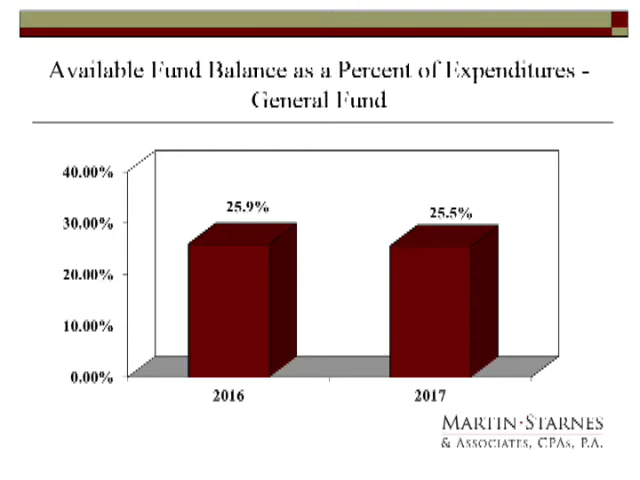 Available Fund Balance as a Percent of Expenditures -
General Fund
40.00%
30.00%
20.00%
10.00%
0.00%
25.9%
25.5%
2016
2017
MARTIN·STARNES
& ASSOCIATES, CPAs, P.A.